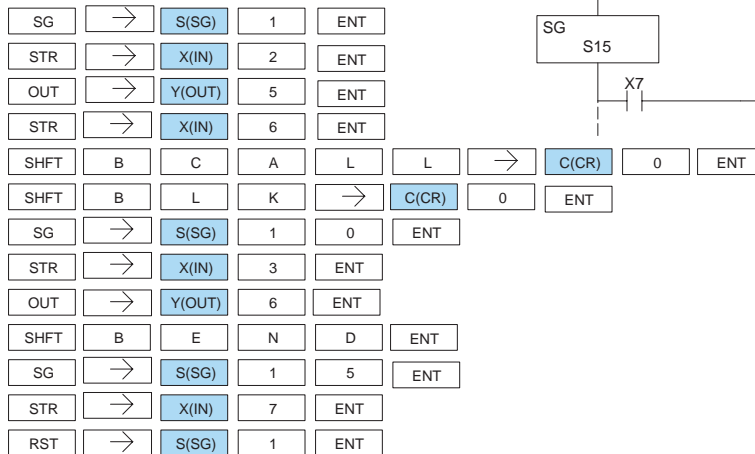 SG → S(SG) 1 ENT
STR → X(IN) 2 ENT
OUT → Y(OUT) 5 ENT
STR → X(IN) 6 ENT
SHFT B C A L L → C(CR) 0 ENT
SHFT B L K → C(CR) 0 ENT
SG → S(SG) 1 0 ENT
STR → X(IN) 3 ENT
OUT → Y(OUT) 6 ENT
SHFT B E N D ENT
SG → S(SG) 1 5 ENT
STR → X(IN) 7 ENT
RST → S(SG) 1 ENT
SG
S15
X7